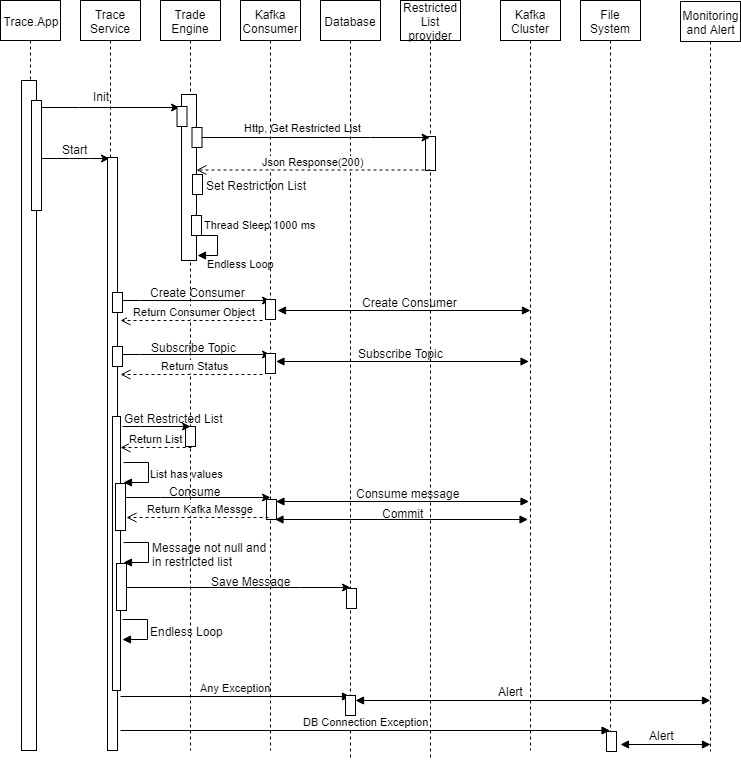 Trace.App
Trace
Service
Trade
Engine
Kafka
Consumer
Database
Restricted
List
provider
Kafka
Cluster
File
System
Monitoring
and Alert
Init
Http, Get Restricted List
Start
Json Response(200)
Set Restriction List
Thread Sleep 1000 ms
Endless Loop
Create Consumer
Create Consumer
Return Consumer Object
Subscribe Topic
Subscribe Topic
Return Status
Get Restricted List
Return List
List has values
Consume
Consume message
Return Kafka Messge
Commit
Message not null and
in restricted list
Save Message
Endless Loop
Any Exception
Alert
DB Connection Exception
Alert